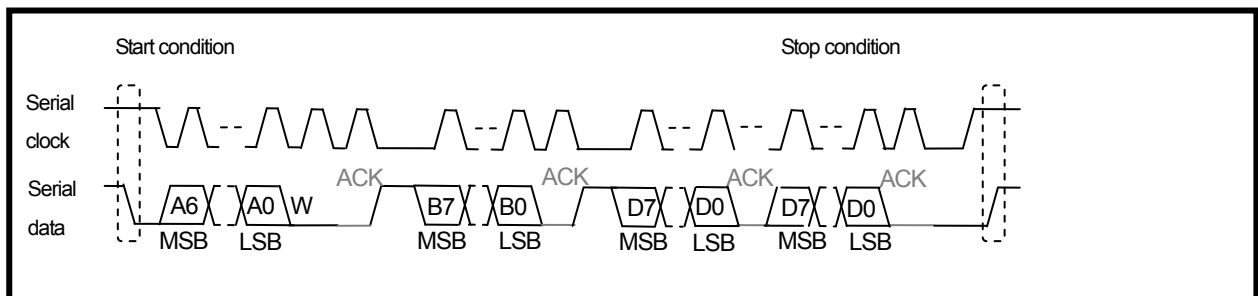 Start condition Stop condition
Serial
clock
Serial ACK ACK ACK ACK
A6 A0 W B7 B0 D7 D0 D7 D0
data
MSB LSB MSB LSB MSB LSB MSB LSB